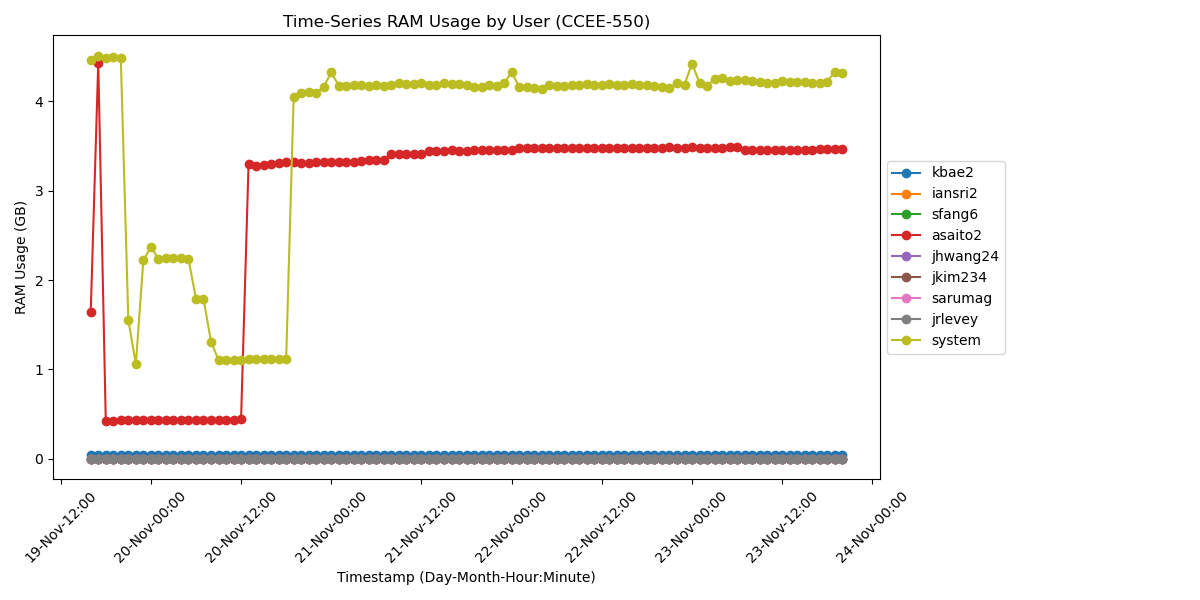 Time-Series RAM Usage by User (CCEE-550)
RAM Usage (GB)
4
3
2
1
0
19-Nov-12:00
20-Nov-00:00
20-Nov-12:00
21-Nov-00:00
21-Nov-12:00
22-Nov-00:00
22-Nov-12:00
23-Nov-00:00
23-Nov-12:00
24-Nov-00:00
Timestamp (Day-Month-Hour:Minute)
kbae2
iansri2
sfang6
asaito2
jhwang24
jkim234
sarumag
jrlevey
system